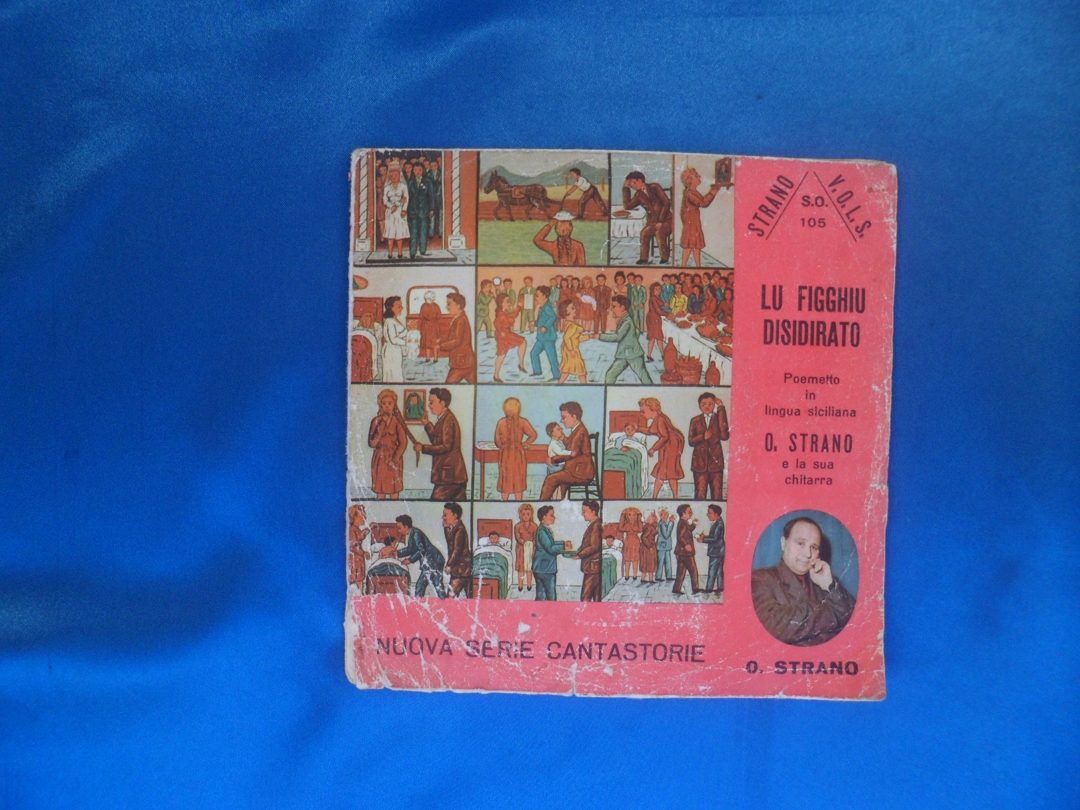 STRANO V.O.L.S.
S.O.
105
LU FIGGHIU
DISIDIRATO
Poemetto
in
lingua siciliana
O. STRANO
e la sua
chitarra
NUOVA SERIE CANTASTORIE
O. STRANO